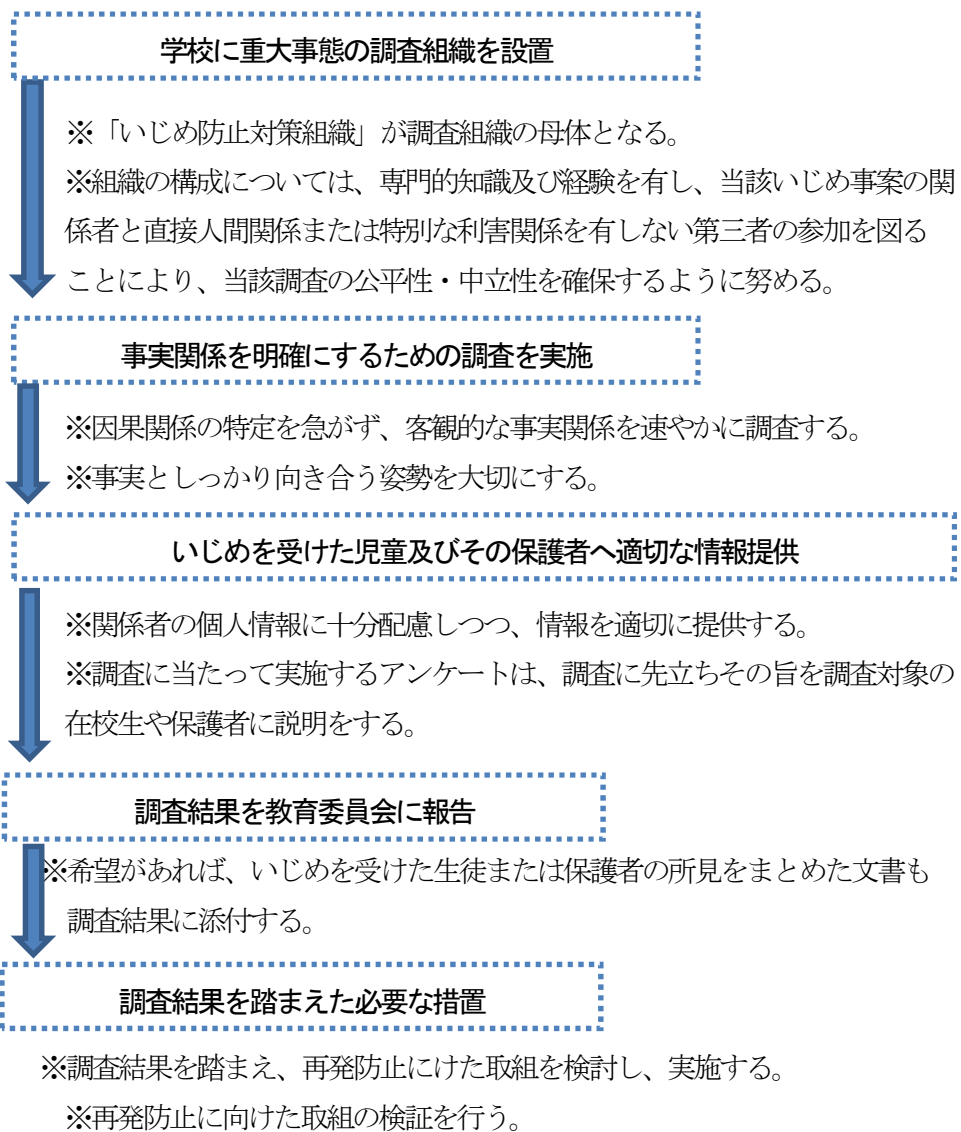 学校に重大事態の調査組織を設置
※「いじめ防止対策組織」が調査組織の母体となる。
※組織の構成については、専門的知識及び経験を有し、当該いじめ事案の関
係者と直接人間関係または特別な利害関係を有しない第三者の参加を図る
ことにより、当該調査の公平性・中立性を確保するように努める。
事実関係を明確にするための調査を実施
※因果関係の特定を急がず、客観的な事実関係を速やかに調査する。
※事実としっかり向き合う姿勢を大切にする。
いじめを受けた児童及びその保護者へ適切な情報提供
※関係者の個人情報に十分配慮しつつ、情報を適切に提供する。
※調査に当たって実施するアンケートは、調査に先立ちその旨を調査対象の
在校生や保護者に説明をする。
調査結果を教育委員会に報告
※希望があれば、いじめを受けた生徒または保護者の所見をまとめた文書も
調査結果に添付する。
調査結果を踏まえた必要な措置
※調査結果を踏まえ、再発防止にけた取組を検討し、実施する。
※再発防止に向けた取組の検証を行う。